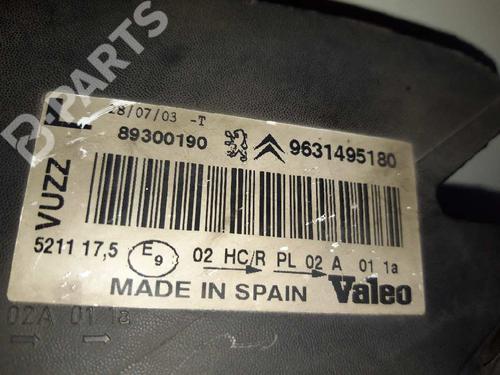 B-PARTS
28/07/03 -T
89300190 9631495180
VUZZ
5211 17,5 E9 02 HC/R PL 02 A 01 1a
MADE IN SPAIN Valeo
02A 01 1a